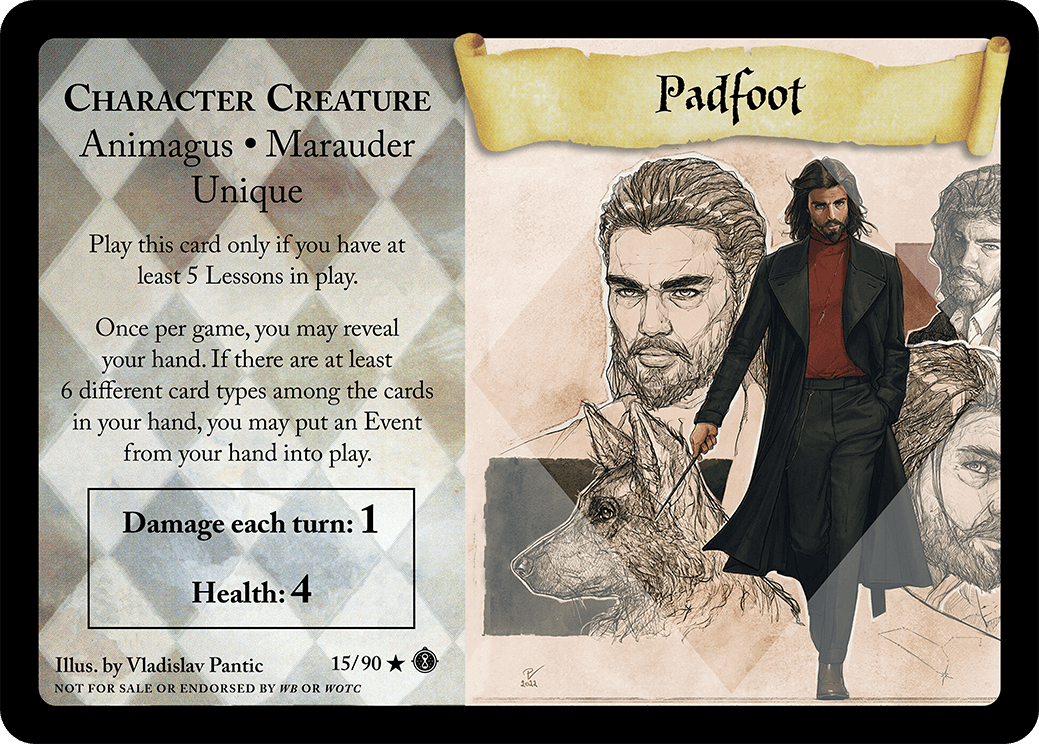 Padfoot
Character Creature
Animagus • Marauder
Unique
Play this card only if you have at
least 5 Lessons in play.
Once per game, you may reveal
your hand. If there are at least
6 different card types among the cards
in your hand, you may put an Event
from your hand into play.
Damage each turn: 1
Health: 4
Illus. by Vladislav Pantic
15/90 ★
NOT FOR SALE OR ENDORSED BY WB OR WOTC
PV
2022